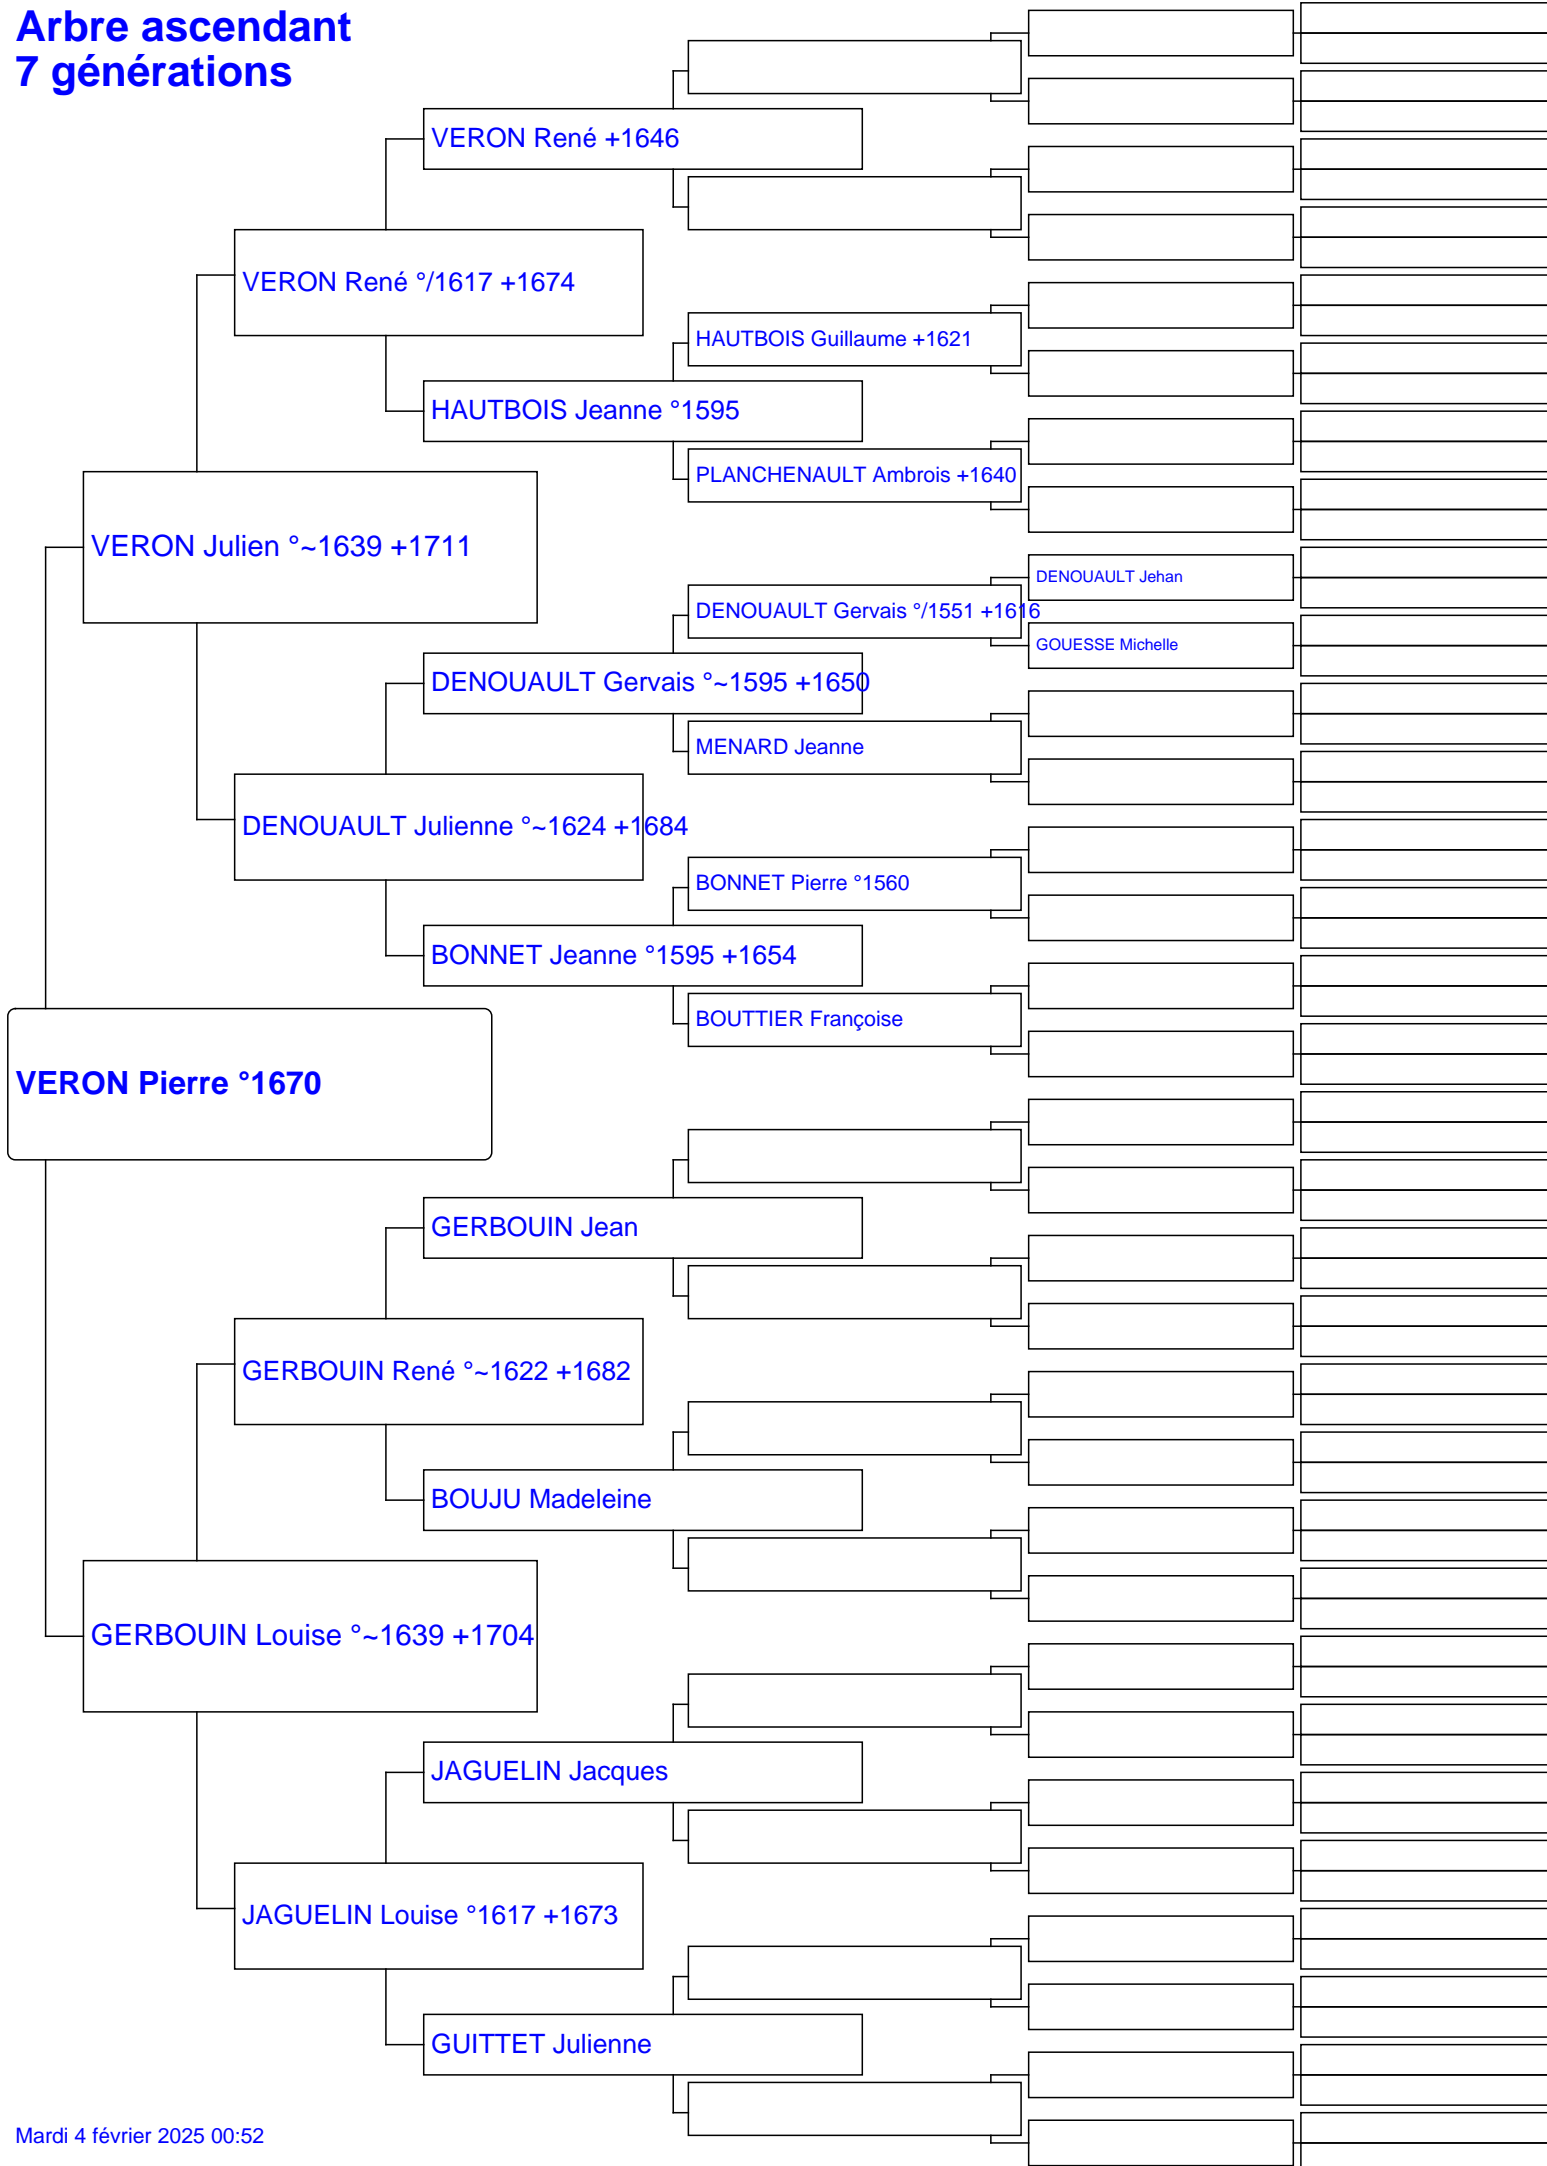 Arbre ascendant
7 générations
VERON René +1646
VERON René °/1617 +1674
HAUTBOIS Guillaume +1621
HAUTBOIS Jeanne °1595
PLANCHENAULT Ambrois +1640
VERON Julien °~1639 +1711
DENOUAULT Jehan
DENOUAULT Gervais °/1551 +1616
GOUESSE Michelle
DENOUAULT Gervais °~1595 +1650
MENARD Jeanne
DENOUAULT Julienne °~1624 +1684
BONNET Pierre °1560
BONNET Jeanne °1595 +1654
BOUTTIER Françoise
VERON Pierre °1670
GERBOUIN Jean
GERBOUIN René °~1622 +1682
BOUJU Madeleine
GERBOUIN Louise °~1639 +1704
JAGUELIN Jacques
JAGUELIN Louise °1617 +1673
GUITTET Julienne
Mardi 4 février 2025 00:52